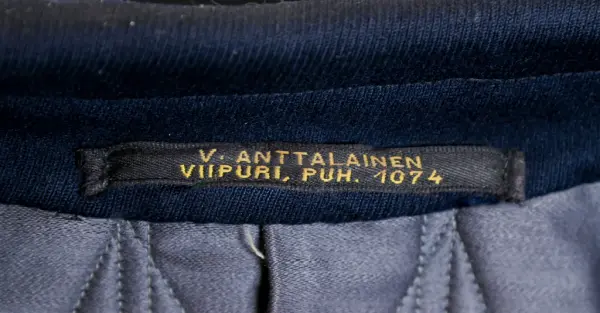 V. ANTTALAINEN
VIIPURI, PUH. 1074